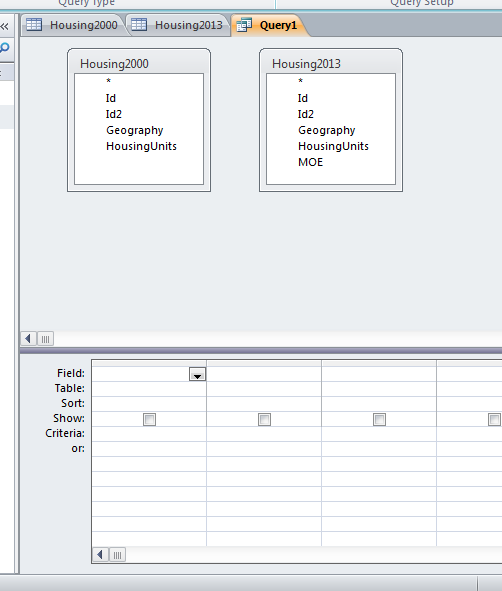 Query Type Query Setup
Housing2000 Housing2013 Query1
Housing2000 Housing2013
* *
Id Id
Id2 Id2
Geography Geography
HousingUnits HousingUnits
MOE
Field:
Table:
Sort:
Show:
Criteria:
or: